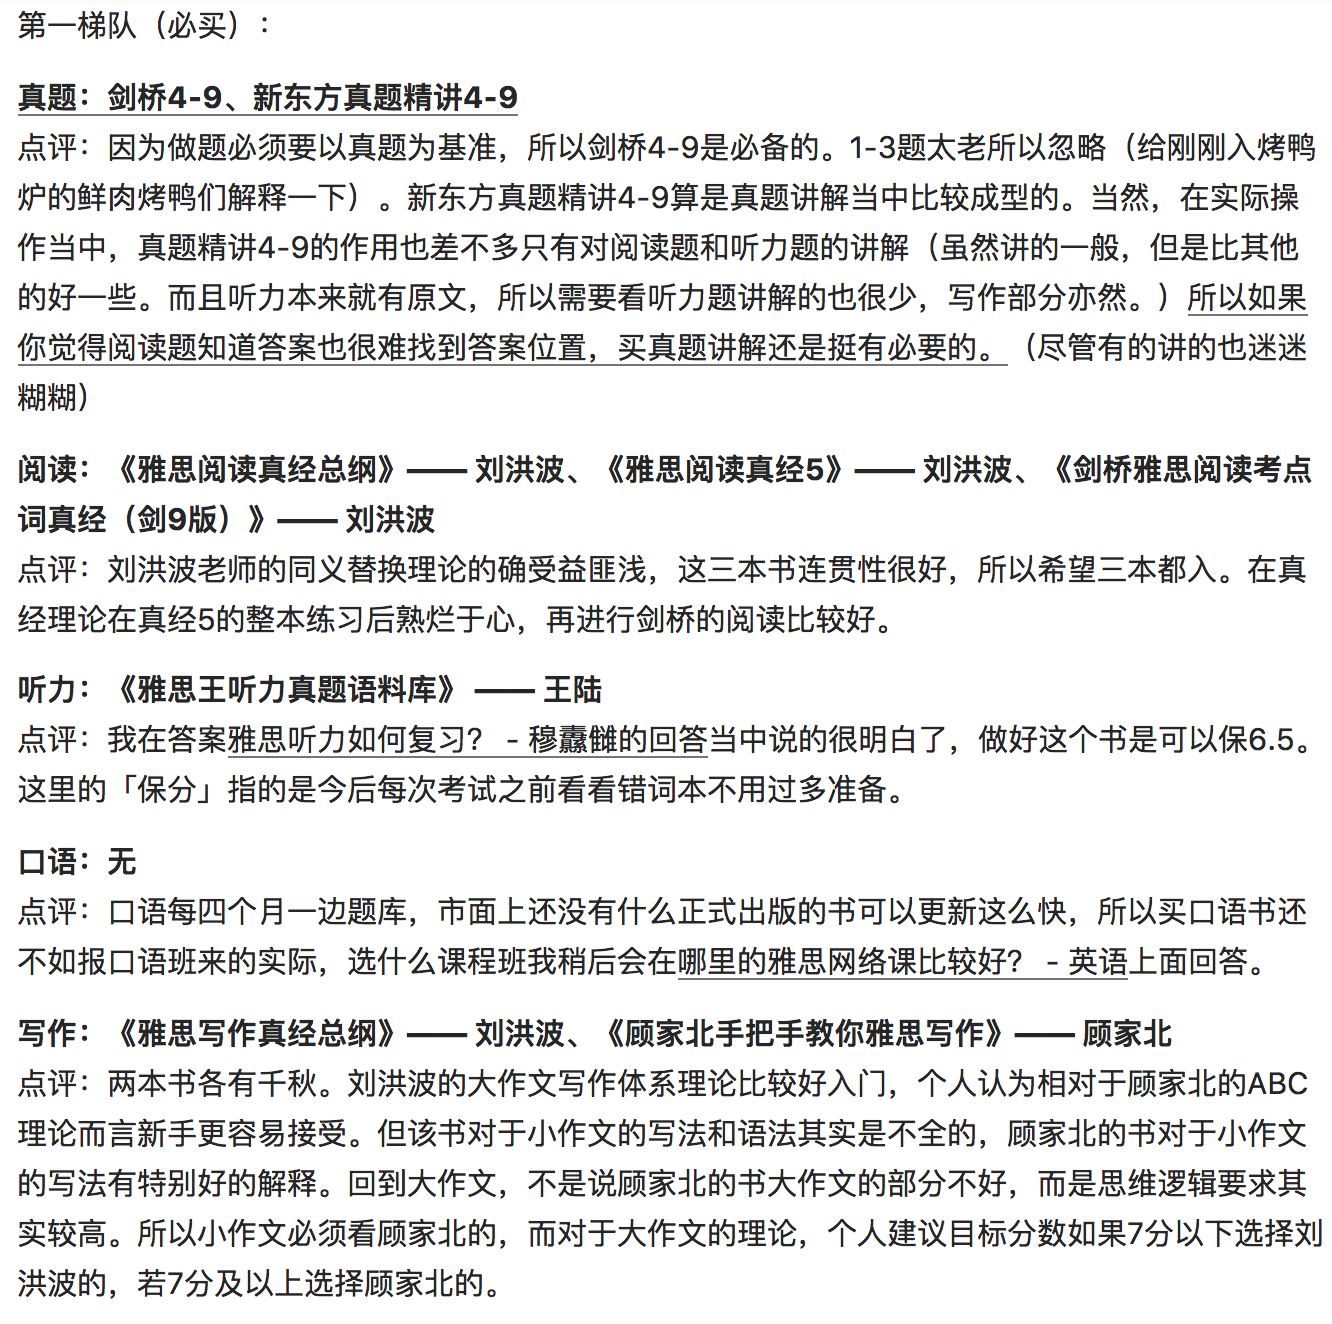 第一梯队（必买）：
真题：剑桥4-9、新东方真题精讲4-9
点评：因为做题必须要以真题为基准，所以剑桥4-9是必备的。1-3题太老所以忽略（给刚刚入烤鸭
炉的鲜肉烤鸭们解释一下）。新东方真题精讲4-9算是真题讲解当中比较成型的。当然，在实际操
作当中，真题精讲4-9的作用也差不多只有对阅读题和听力题的讲解（虽然讲的一般，但是比其他
的好一些。而且听力本来就有原文，所以需要看听力题讲解的也很少，写作部分亦然。）所以如果
你觉得阅读题知道答案也很难找到答案位置，买真题讲解还是挺有必要的。（尽管有的讲的也迷迷
糊糊）
阅读：《雅思阅读真经总纲》—— 刘洪波、《雅思阅读真经5》—— 刘洪波、《剑桥雅思阅读考点
词真经（剑9版）》—— 刘洪波
点评：刘洪波老师的同义替换理论的确受益匪浅，这三本书连贯性很好，所以希望三本都入。在真
经理论在真经5的整本练习后熟烂于心，再进行剑桥的阅读比较好。
听力：《雅思王听力真题语料库》 —— 王陆
点评：我在答案雅思听力如何复习？ - 穆的回答当中说的很明白了，做好这个书是可以保6.5。
这里的「保分」指的是今后每次考试之前看看错词本不用过多准备。
口语：无
点评：口语每四个月一边题库，市面上还没有什么正式出版的书可以更新这么快，所以买口语书还
不如报口语班来的实际，选什么课程班我稍后会在哪里的雅思网络课比较好？ - 英语上面回答。
写作：《雅思写作真经总纲》—— 刘洪波、《顾家北手把手教你雅思写作》—— 顾家北
点评：两本书各有千秋。刘洪波的大作文写作体系理论比较好入门，个人认为相对于顾家北的ABC
理论而言新手更容易接受。但该书对于小作文的写法和语法其实是不全的，顾家北的书对于小作文
的写法有特别好的解释。回到大作文，不是说顾家北的书大作文的部分不好，而是思维逻辑要求其
实较高。所以小作文必须看顾家北的，而对于大作文的理论，个人建议目标分数如果7分以下选择刘
洪波的，若7分及以上选择顾家北的。